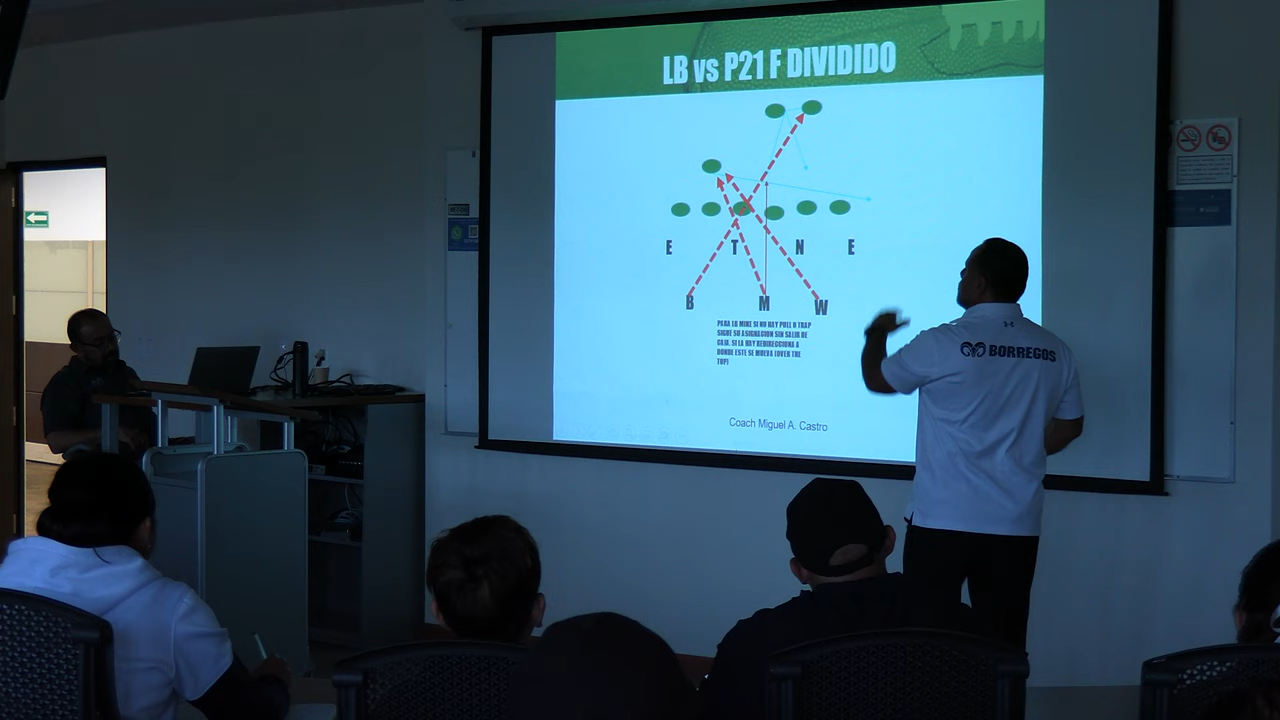 LB vs P21 F DIVIDIDO
E T N E
B M W
PARA EL MIKE SI NO HAY PULL O TRAP
SIGUE SU ASIGNACION SIN SALIR DE
CAJA. SI LA HAY REDIRECCIONA A
DONDE ESTE SE MUEVA (OVER THE
TOP)
Coach Miguel A. Castro
BORREGOS